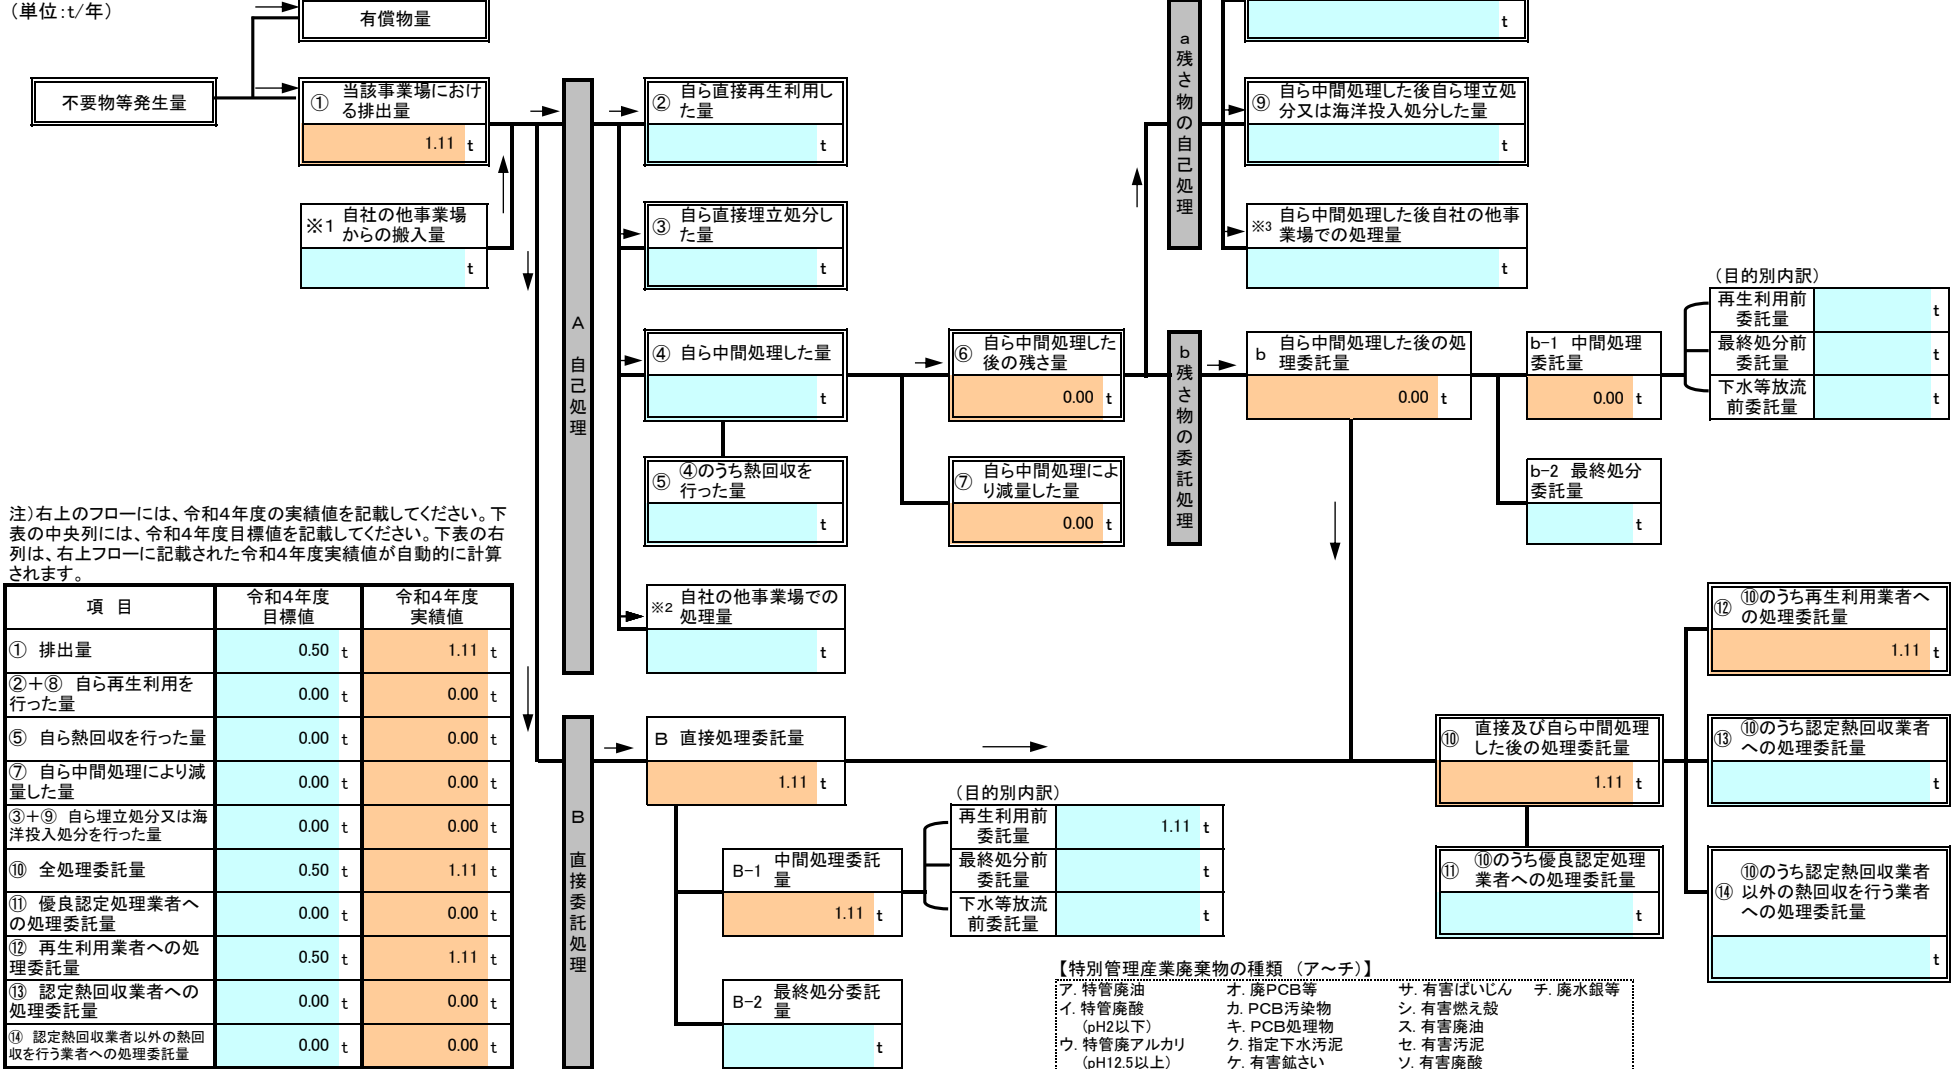 （単位：t/年）
有償物量
不要物等発生量
① 当該事業場におけ
る排出量
1.11 t
※1 自社の他事業場
からの搬入量
t
A 自己処理
② 自ら直接再生利用し
た量
t
③ 自ら直接埋立処分し
た量
t
④ 自ら中間処理した量
t
⑤ ④のうち熱回収を
行った量
t
※2 自社の他事業場での
処理量
t
⑥ 自ら中間処理した
後の残さ量
0.00 t
⑦ 自ら中間処理によ
り減量した量
0.00 t
a残さ物の自己処理
t
⑨ 自ら中間処理した後自ら埋立処
分又は海洋投入処分した量
t
※3 自ら中間処理した後自社の他事
業場での処理量
t
b残さ物の委託処理
b 自ら中間処理した後の処
理委託量
0.00 t
b-1 中間処理
委託量
0.00 t
b-2 最終処分
委託量
t
（目的別内訳）
再生利用前
委託量
t
最終処分前
委託量
t
下水等放流
前委託量
t
注）右上のフローには、令和4年度の実績値を記載してください。下
表の中央列には、令和4年度目標値を記載してください。下表の右
列は、右上フローに記載された令和4年度実績値が自動的に計算
されます。
項 目 令和4年度
目標値 令和4年度
実績値
① 排出量 0.50 t 1.11 t
②＋⑧ 自ら再生利用を
行った量 0.00 t 0.00 t
⑤ 自ら熱回収を行った量 0.00 t 0.00 t
⑦ 自ら中間処理により減
量した量 0.00 t 0.00 t
③＋⑨ 自ら埋立処分又は海
洋投入処分を行った量 0.00 t 0.00 t
⑩ 全処理委託量 0.50 t 1.11 t
⑪ 優良認定処理業者へ
の処理委託量 0.00 t 0.00 t
⑫ 再生利用業者への処
理委託量 0.50 t 1.11 t
⑬ 認定熱回収業者への
処理委託量 0.00 t 0.00 t
⑭ 認定熱回収業者以外の熱回
収を行う業者への処理委託量 0.00 t 0.00 t
B 直接委託処理
B 直接処理委託量
1.11 t
B-1 中間処理委託
量
1.11 t
B-2 最終処分委託
量
t
（目的別内訳）
再生利用前
委託量
1.11 t
最終処分前
委託量
t
下水等放流
前委託量
t
⑩ 直接及び自ら中間処理
した後の処理委託量
1.11 t
⑪ ⑩のうち優良認定処理
業者への処理委託量
t
⑫ ⑩のうち再生利用業者へ
の処理委託量
1.11 t
⑬ ⑩のうち認定熱回収業者
への処理委託量
t
⑭ ⑩のうち認定熱回収業者
以外の熱回収を行う業者
への処理委託量
t
【特別管理産業廃棄物の種類 （ア～チ）】
ア. 特管廃油 オ. 廃PCB等 サ. 有害ばいじん チ. 廃水銀等
イ. 特管廃酸 カ. PCB汚染物 シ. 有害燃え殻
（pH2以下） キ. PCB処理物 ス. 有害廃油
ウ. 特管廃アルカリ ク. 指定下水汚泥 セ. 有害汚泥
（pH12.5以上） ケ. 有害鉱さい ソ. 有害廃酸